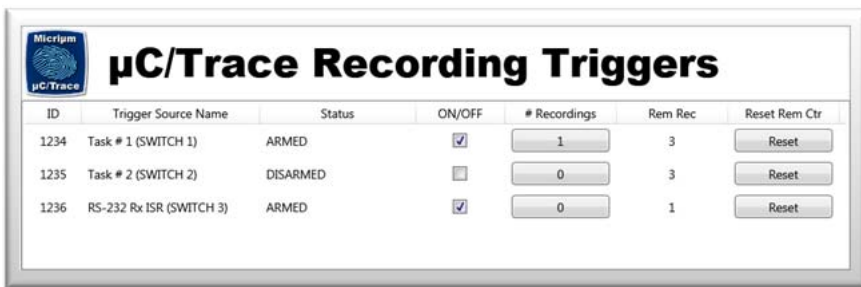 Micriµm
µC/Trace
µC/Trace Recording Triggers
ID Trigger Source Name Status ON/OFF # Recordings Rem Rec Reset Rem Ctr
1234 Task # 1 (SWITCH 1) ARMED 1 3 Reset
1235 Task # 2 (SWITCH 2) DISARMED 0 3 Reset
1236 RS-232 Rx ISR (SWITCH 3) ARMED 0 1 Reset